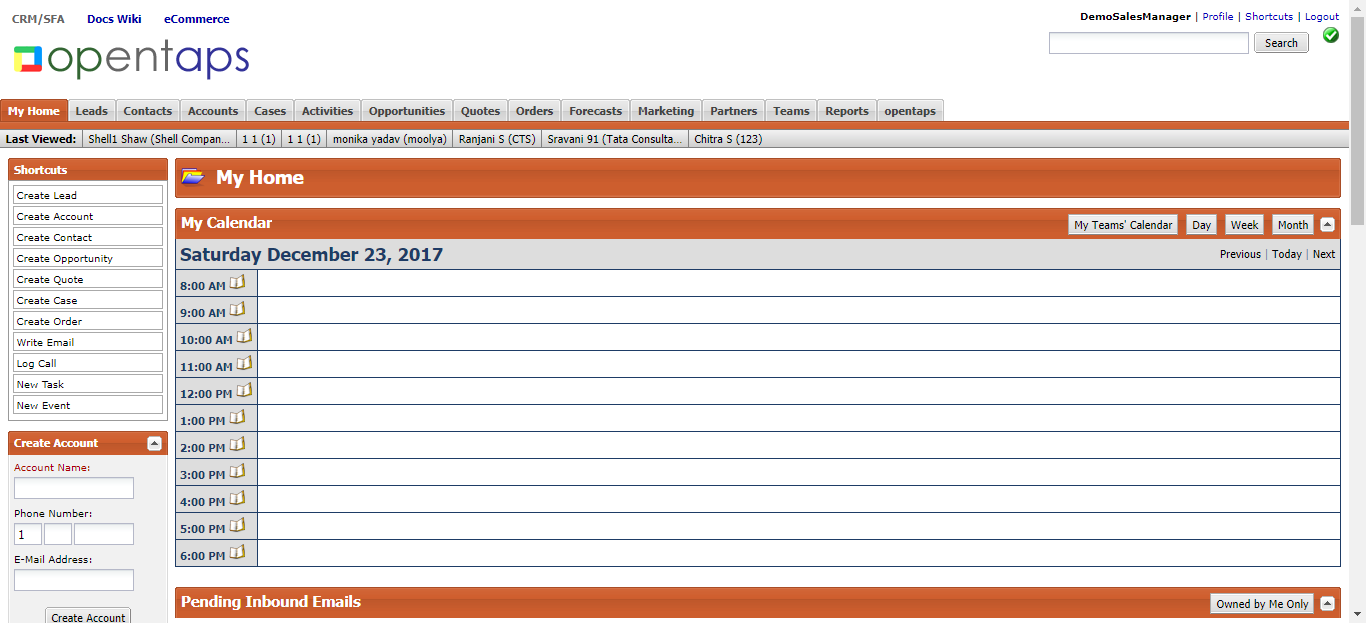 CRM/SFA Docs Wiki eCommerce
DemoSalesManager | Profile | Shortcuts | Logout
opentaps
Search
My Home Leads Contacts Accounts Cases Activities Opportunities Quotes Orders Forecasts Marketing Partners Teams Reports opentaps
Last Viewed: Shell1 Shaw (Shell Compan... 1 1 (1) 1 1 (1) monika yadav (moolya) Ranjani S (CTS) Sravani 91 (Tata Consulta... Chitra S (123)
Shortcuts
Create Lead
Create Account
Create Contact
Create Opportunity
Create Quote
Create Case
Create Order
Write Email
Log Call
New Task
New Event
Create Account
Account Name:
Phone Number:
1
E-Mail Address:
Create Account
My Home
My Calendar
My Teams' Calendar Day Week Month
Saturday December 23, 2017
Previous | Today | Next
8:00 AM
9:00 AM
10:00 AM
11:00 AM
12:00 PM
1:00 PM
2:00 PM
3:00 PM
4:00 PM
5:00 PM
6:00 PM
Pending Inbound Emails
Owned by Me Only